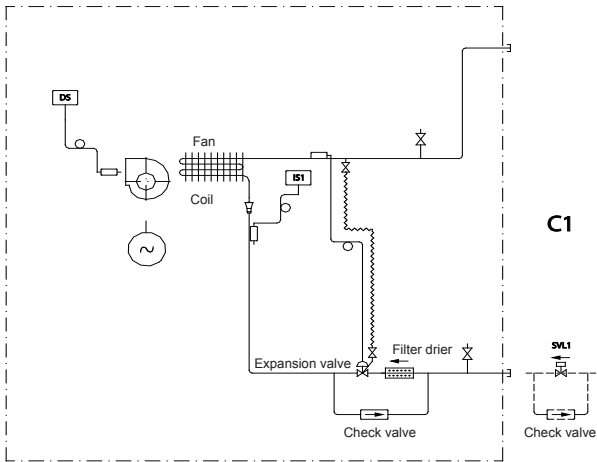 DS
Fan
IS1
Coil
C1
SVL1
Filter drier
Expansion valve
Check valve
Check valve